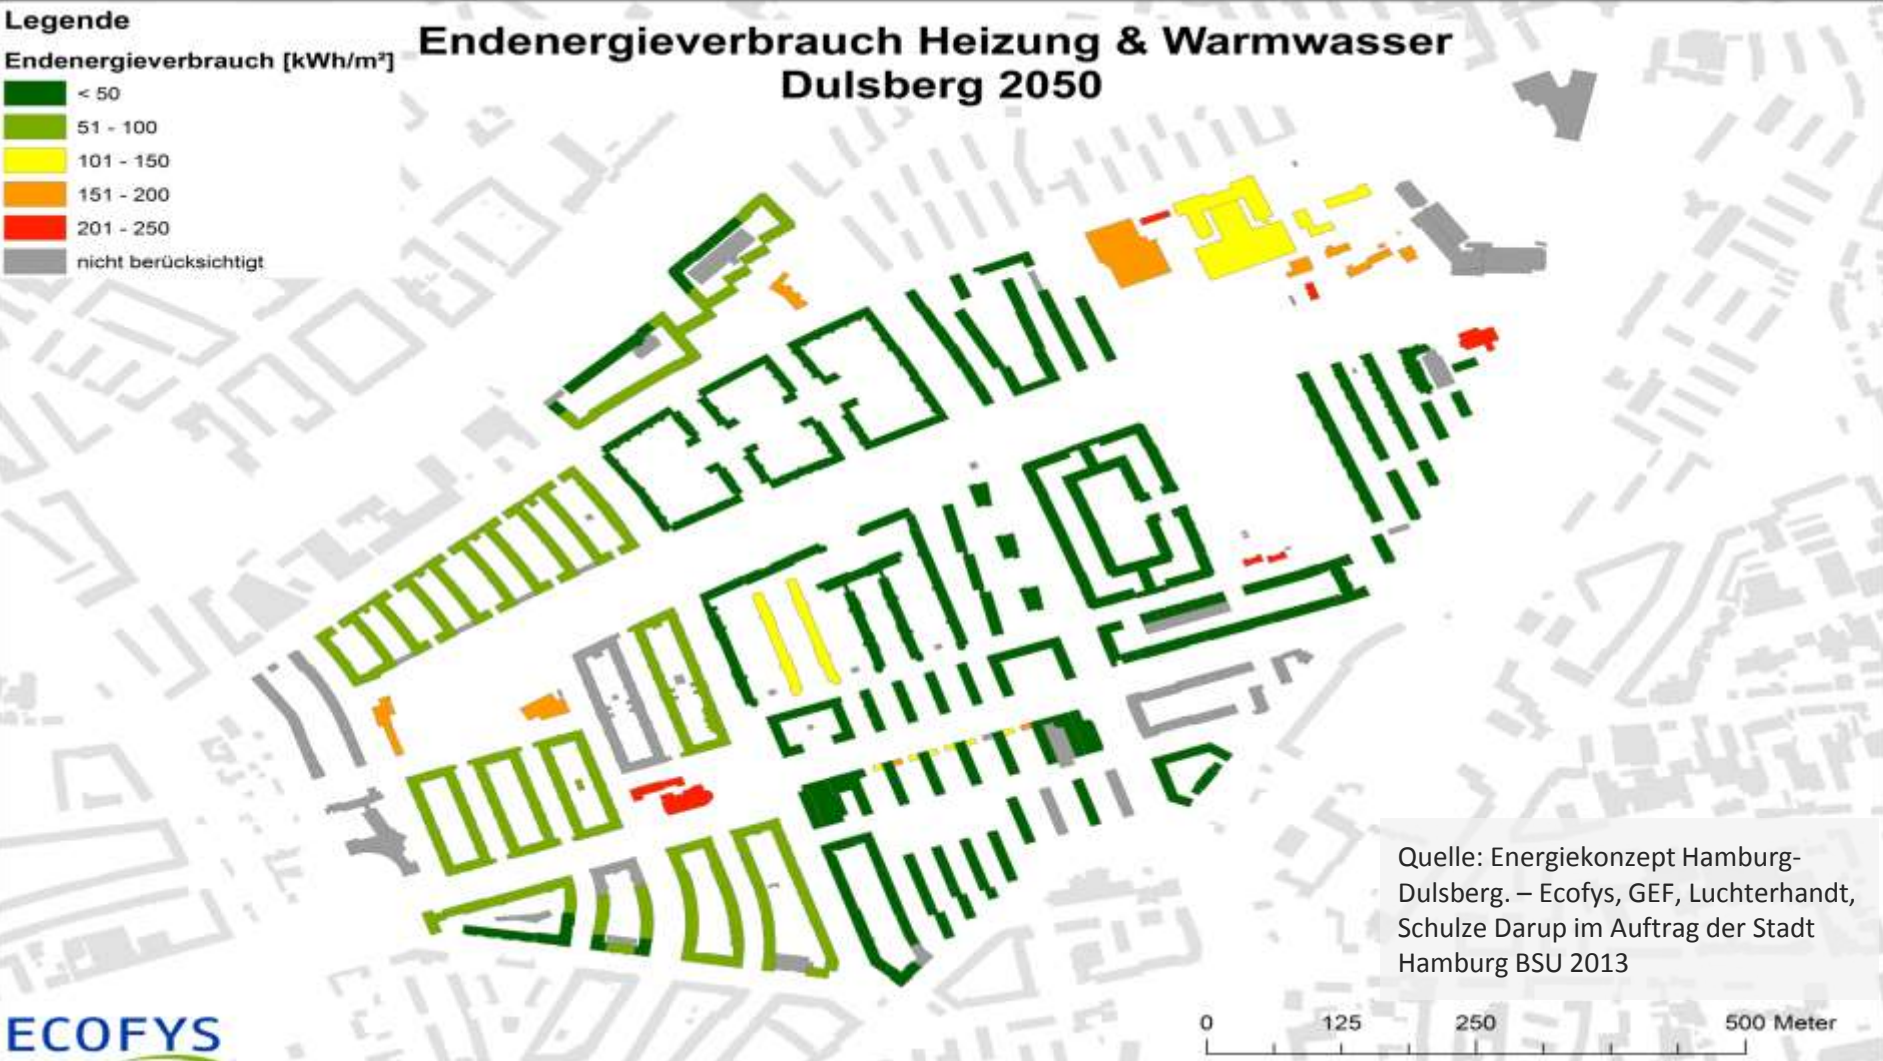 Legende
Endenergieverbrauch [kWh/m²]
< 50
51 - 100
101 - 150
151 - 200
201 - 250
nicht berücksichtigt
Endenergieverbrauch Heizung & Warmwasser
Dulsberg 2050
Quelle: Energiekonzept Hamburg-
Dulsberg. – Ecofys, GEF, Luchterhandt,
Schulze Darup im Auftrag der Stadt
Hamburg BSU 2013
ECOFYS
0 125 250 500 Meter